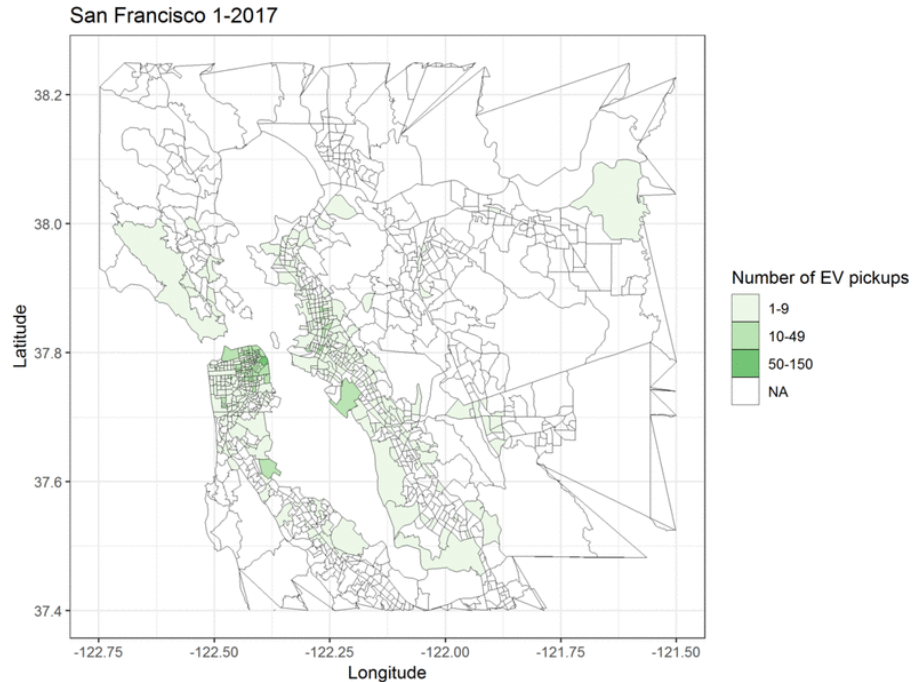 San Francisco 1-2017
38.2
38.0
37.8
37.6
37.4
Latitude
-122.75
-122.50
-122.25
-122.00
-121.75
-121.50
Longitude
Number of EV pickups
1-9
10-49
50-150
NA